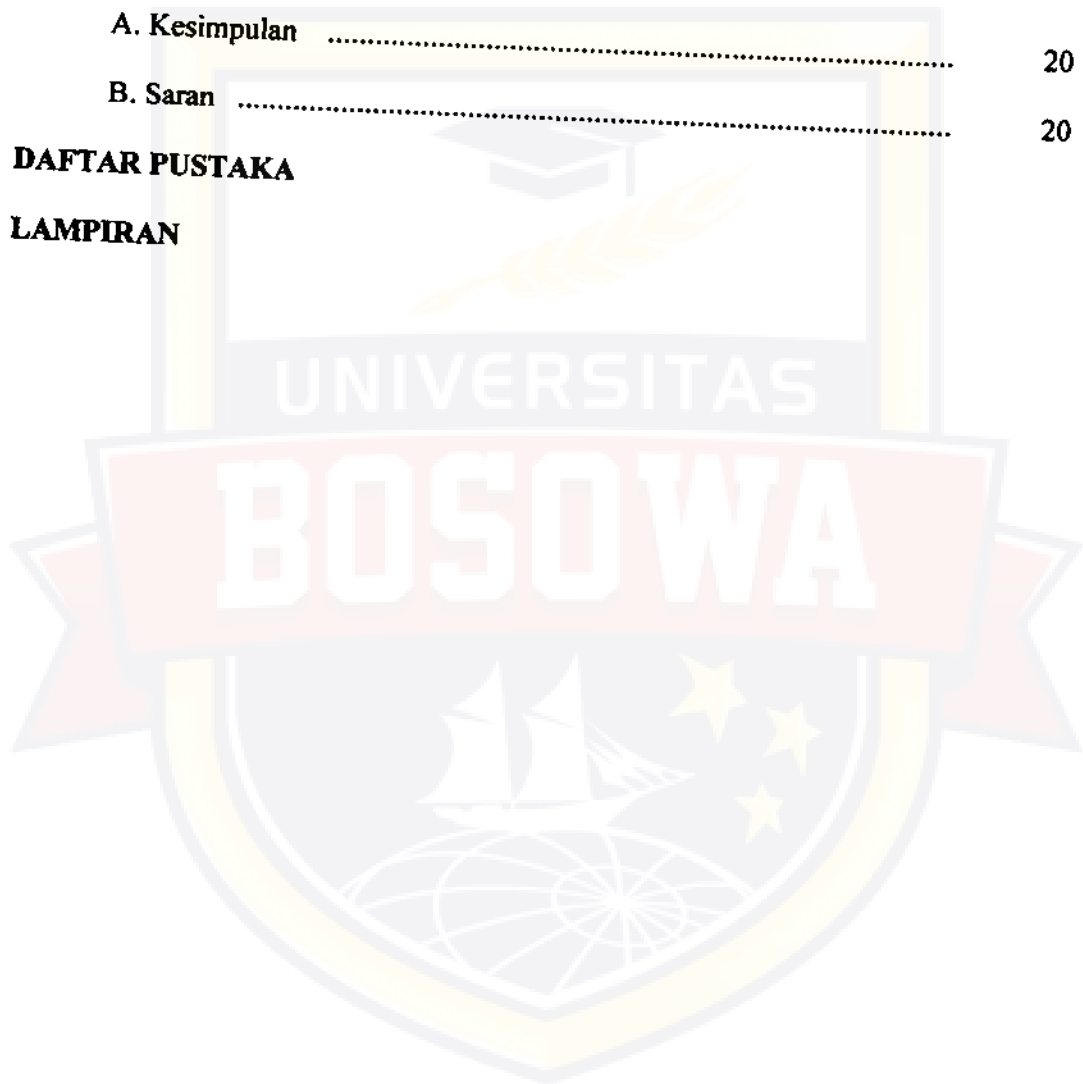 A. Kesimpulan ........................................ 20
B. Saran ........................................ 20
DAFTAR PUSTAKA
LAMPIRAN
UNIVERSITAS
BOSOWA